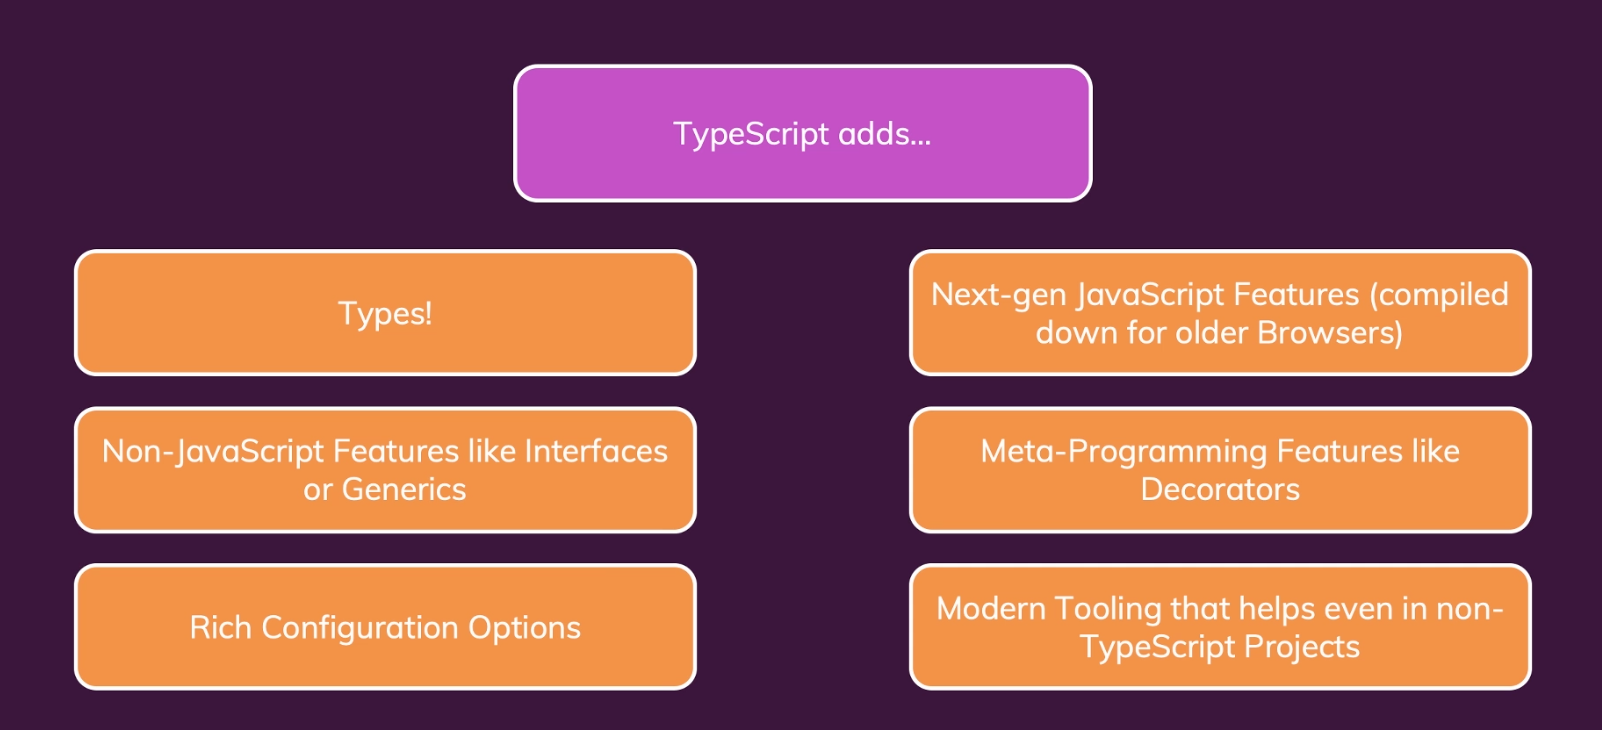 TypeScript adds...
Types!
Next-gen JavaScript Features (compiled
down for older Browsers)
Non-JavaScript Features like Interfaces
or Generics
Meta-Programming Features like
Decorators
Rich Configuration Options
Modern Tooling that helps even in non-
TypeScript Projects